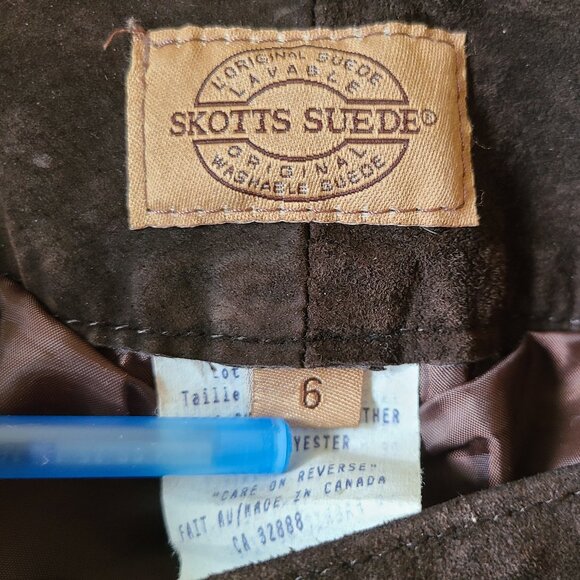 L'ORIGINAL SUEDE
LAVABLE
SKOTTS SUEDE®
ORIGINAL
WASHABLE SUEDE
Lot
Taille
6
THER
YESTER
"CARE ON REVERSE"
FAIT AU/MADE IN CANADA
CA 32888